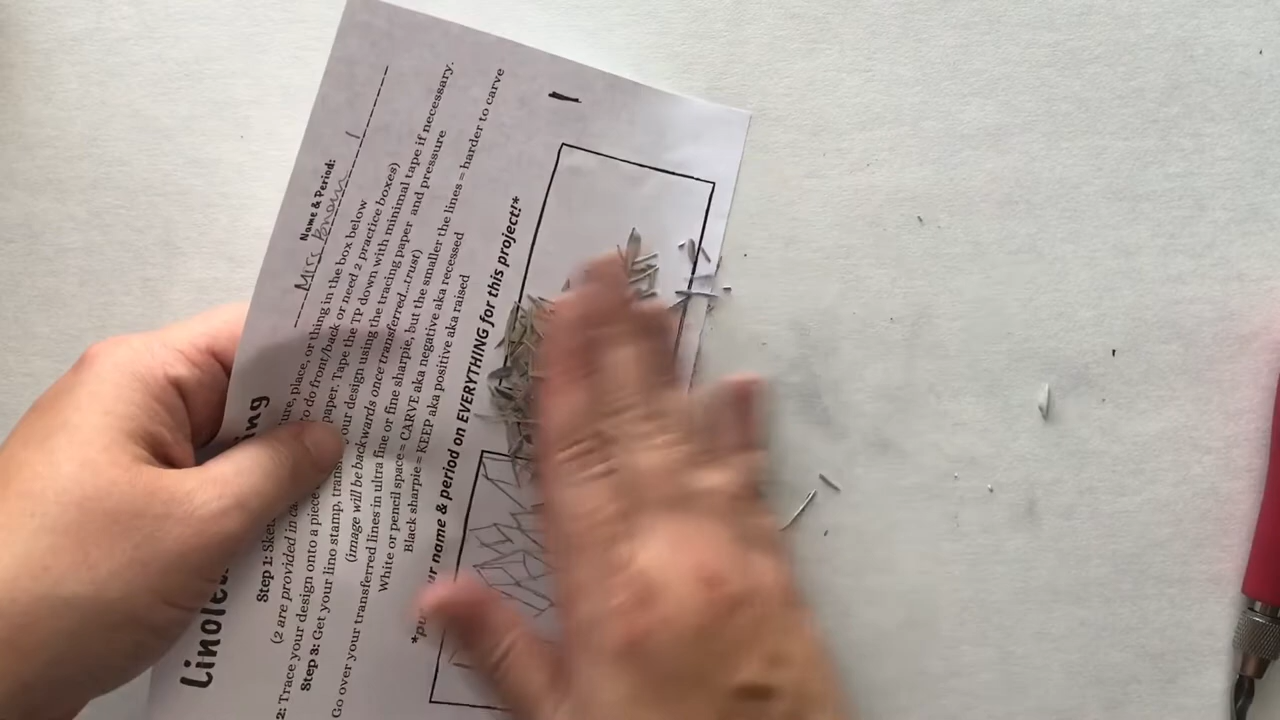 Name & Period:
Miss Brown /
Linoleu ing
Step 1: Sket ure, place, or thing in the box below
(2 are provided in ca to do front/back or need 2 practice boxes)
2: Trace your design onto a piece paper. Tape the TP down with minimal tape if necessary.
Step 3: Get your lino stamp, trans your design using the tracing paper and pressure
(image will be backwards once transferred...trust)
Go over your transferred lines in ultra fine or fine sharpie, but the smaller the lines = harder to carve
White or pencil space = CARVE aka negative aka recessed
Black sharpie = KEEP aka positive aka raised
*pu ur name & period on EVERYTHING for this project!*